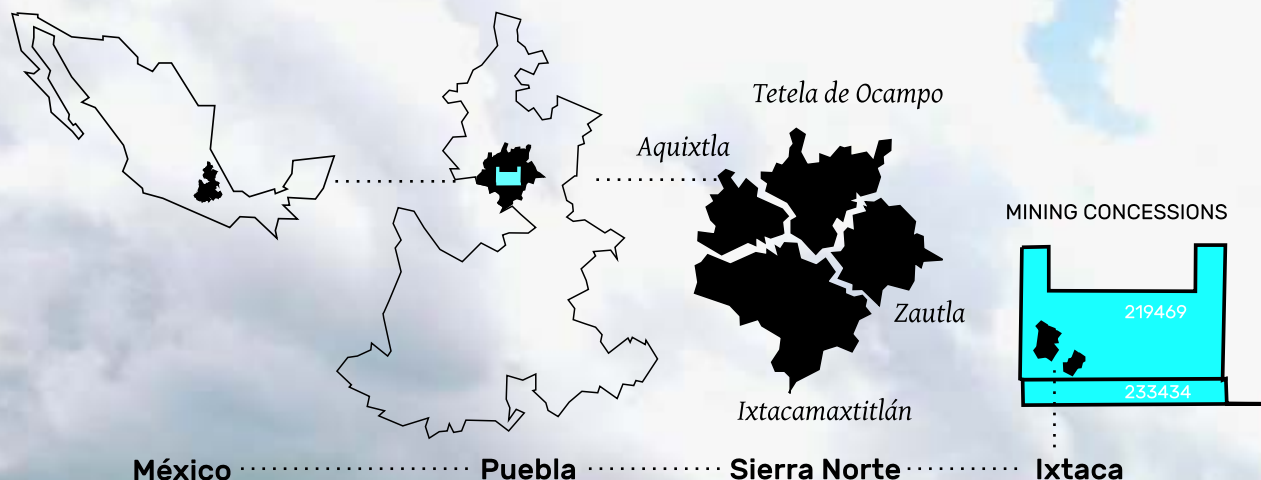 Tetela de Ocampo
Aquixtla
MINING CONCESSIONS
219469
Zautla
233434
Ixtacamaxtitlán
México Puebla Sierra Norte Ixtaca